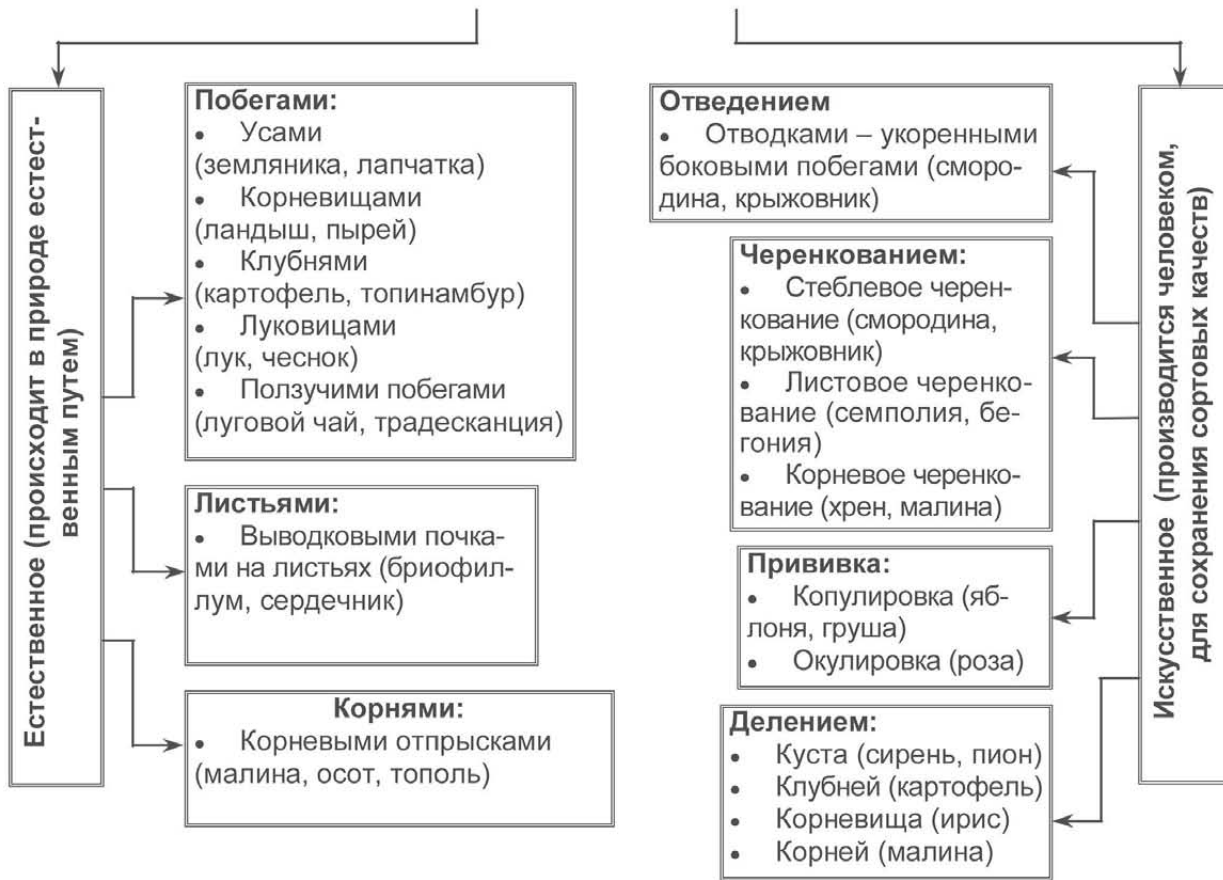 Естественное (происходит в природе естест-
венным путем)
Побегами:
• Усами
(земляника, лапчатка)
• Корневищами
(ландыш, пырей)
• Клубнями
(картофель, топинамбур)
• Луковицами
(лук, чеснок)
• Ползучими побегами
(луговой чай, традесканция)
Листьями:
• Выводковыми почка-
ми на листьях (бриофил-
лум, сердечник)
Корнями:
• Корневыми отпрысками
(малина, осот, тополь)
Отведением
• Отводками – укоренными
боковыми побегами (сморо-
дина, крыжовник)
Черенкованием:
• Стеблевое черен-
кование (смородина,
крыжовник)
• Листовое черенко-
вание (семполия, бе-
гония)
• Корневое черенко-
вание (хрен, малина)
Прививка:
• Копулировка (яб-
лоня, груша)
• Окулировка (роза)
Делением:
• Куста (сирень, пион)
• Клубней (картофель)
• Корневища (ирис)
• Корней (малина)
Искусственное (производится человеком,
для сохранения сортовых качеств)